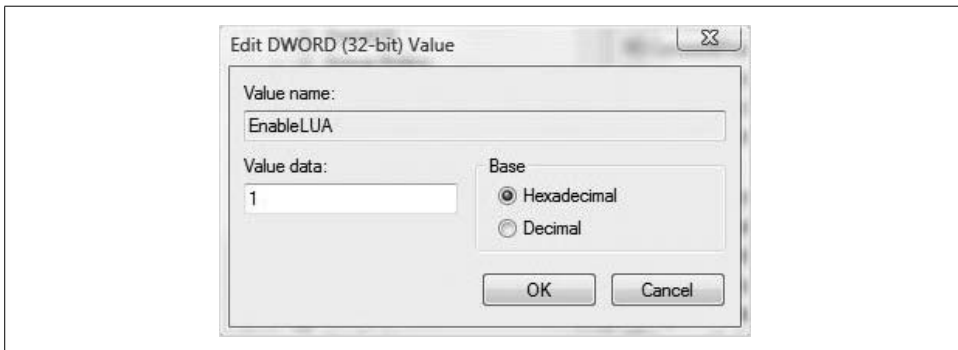 Edit DWORD (32-bit) Value
Value name:
EnableLUA
Value data:
1
Base
Hexadecimal
Decimal
OK
Cancel